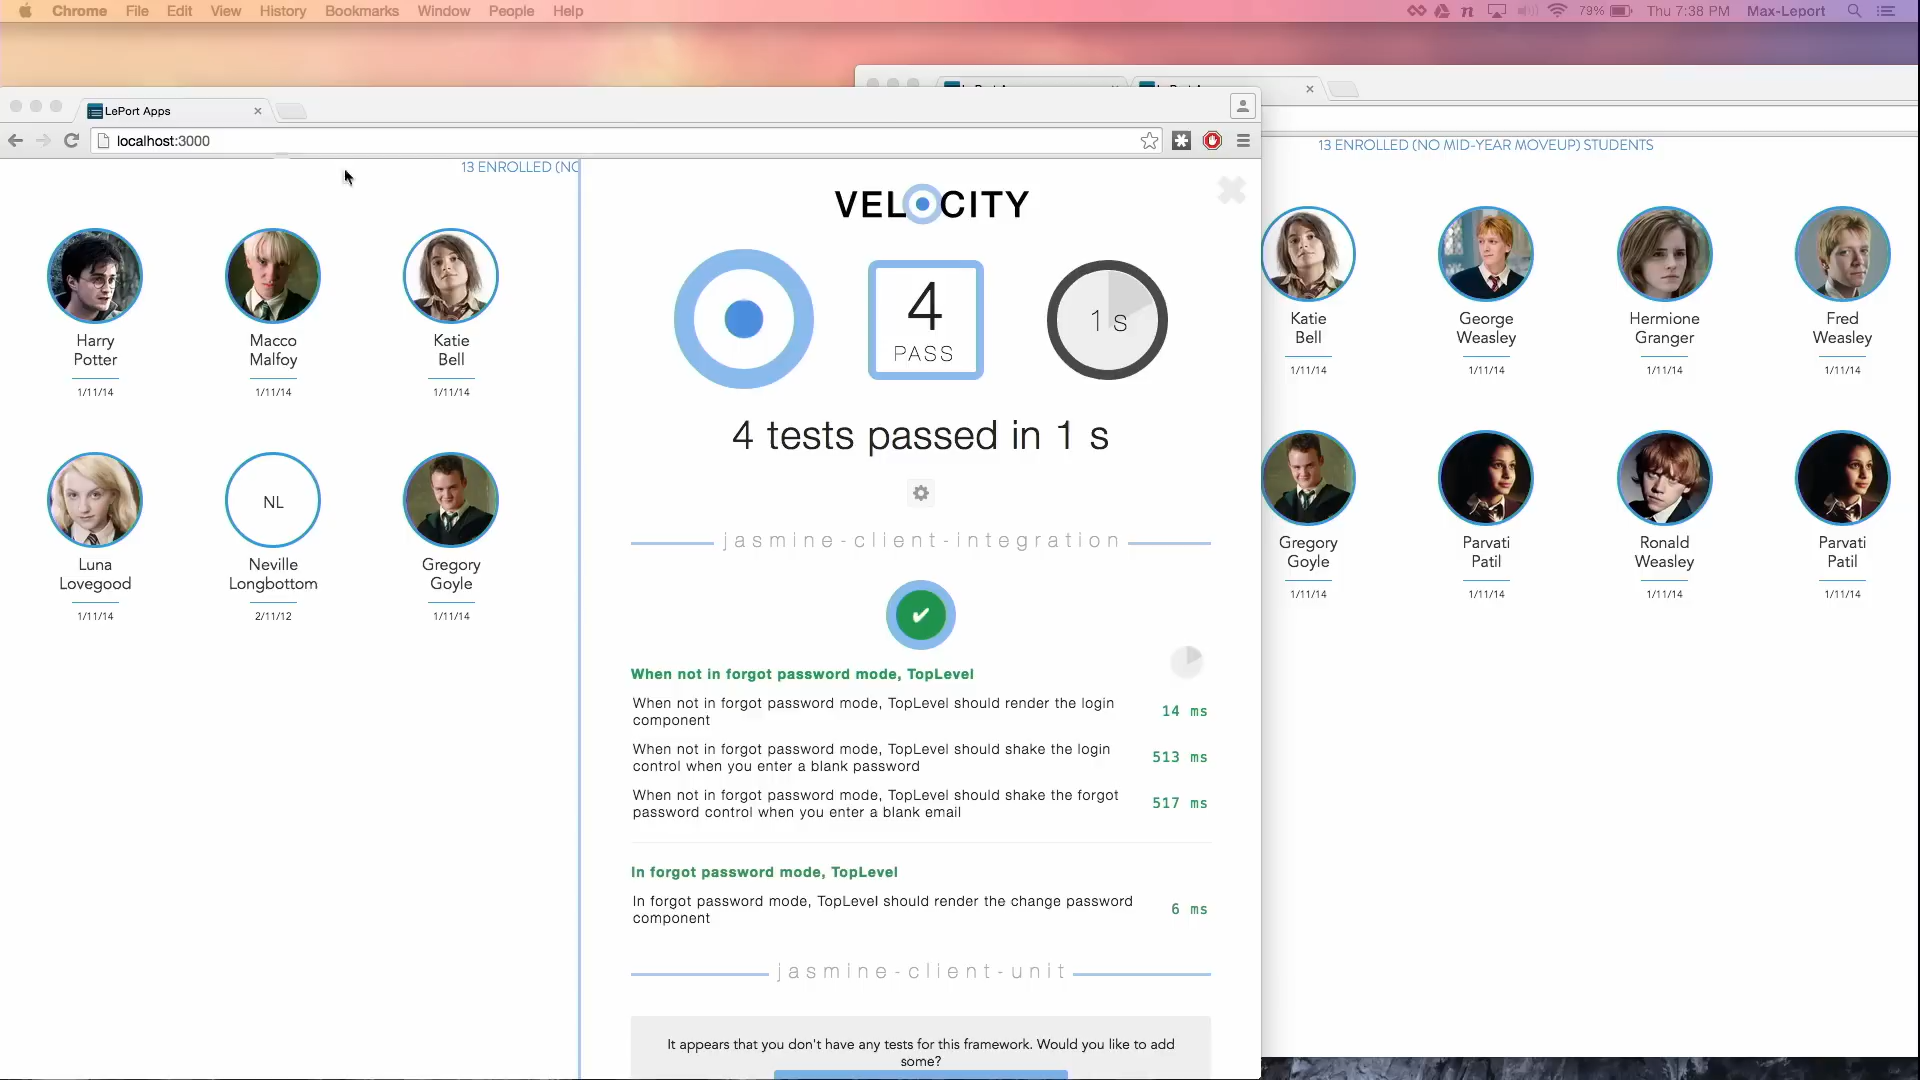 Chrome File Edit View History Bookmarks Window People Help
79% Thu 7:38 PM Max-Leport
LePort Apps
localhost:3000
13 ENROLLED (NO
Harry
Potter
1/11/14
Macco
Malfoy
1/11/14
Katie
Bell
1/11/14
Luna
Lovegood
1/11/14
NL
Neville
Longbottom
2/11/12
Gregory
Goyle
1/11/14
VELOCITY
4
PASS
1 s
4 tests passed in 1 s
jasmine-client-integration
When not in forgot password mode, TopLevel
When not in forgot password mode, TopLevel should render the login
component
14 ms
When not in forgot password mode, TopLevel should shake the login
control when you enter a blank password
513 ms
When not in forgot password mode, TopLevel should shake the forgot
password control when you enter a blank email
517 ms
In forgot password mode, TopLevel
In forgot password mode, TopLevel should render the change password
component
6 ms
jasmine-client-unit
It appears that you don't have any tests for this framework. Would you like to add
some?
13 ENROLLED (NO MID-YEAR MOVEUP) STUDENTS
Katie
Bell
1/11/14
George
Weasley
1/11/14
Hermione
Granger
1/11/14
Fred
Weasley
1/11/14
Gregory
Goyle
1/11/14
Parvati
Patil
1/11/14
Ronald
Weasley
1/11/14
Parvati
Patil
1/11/14